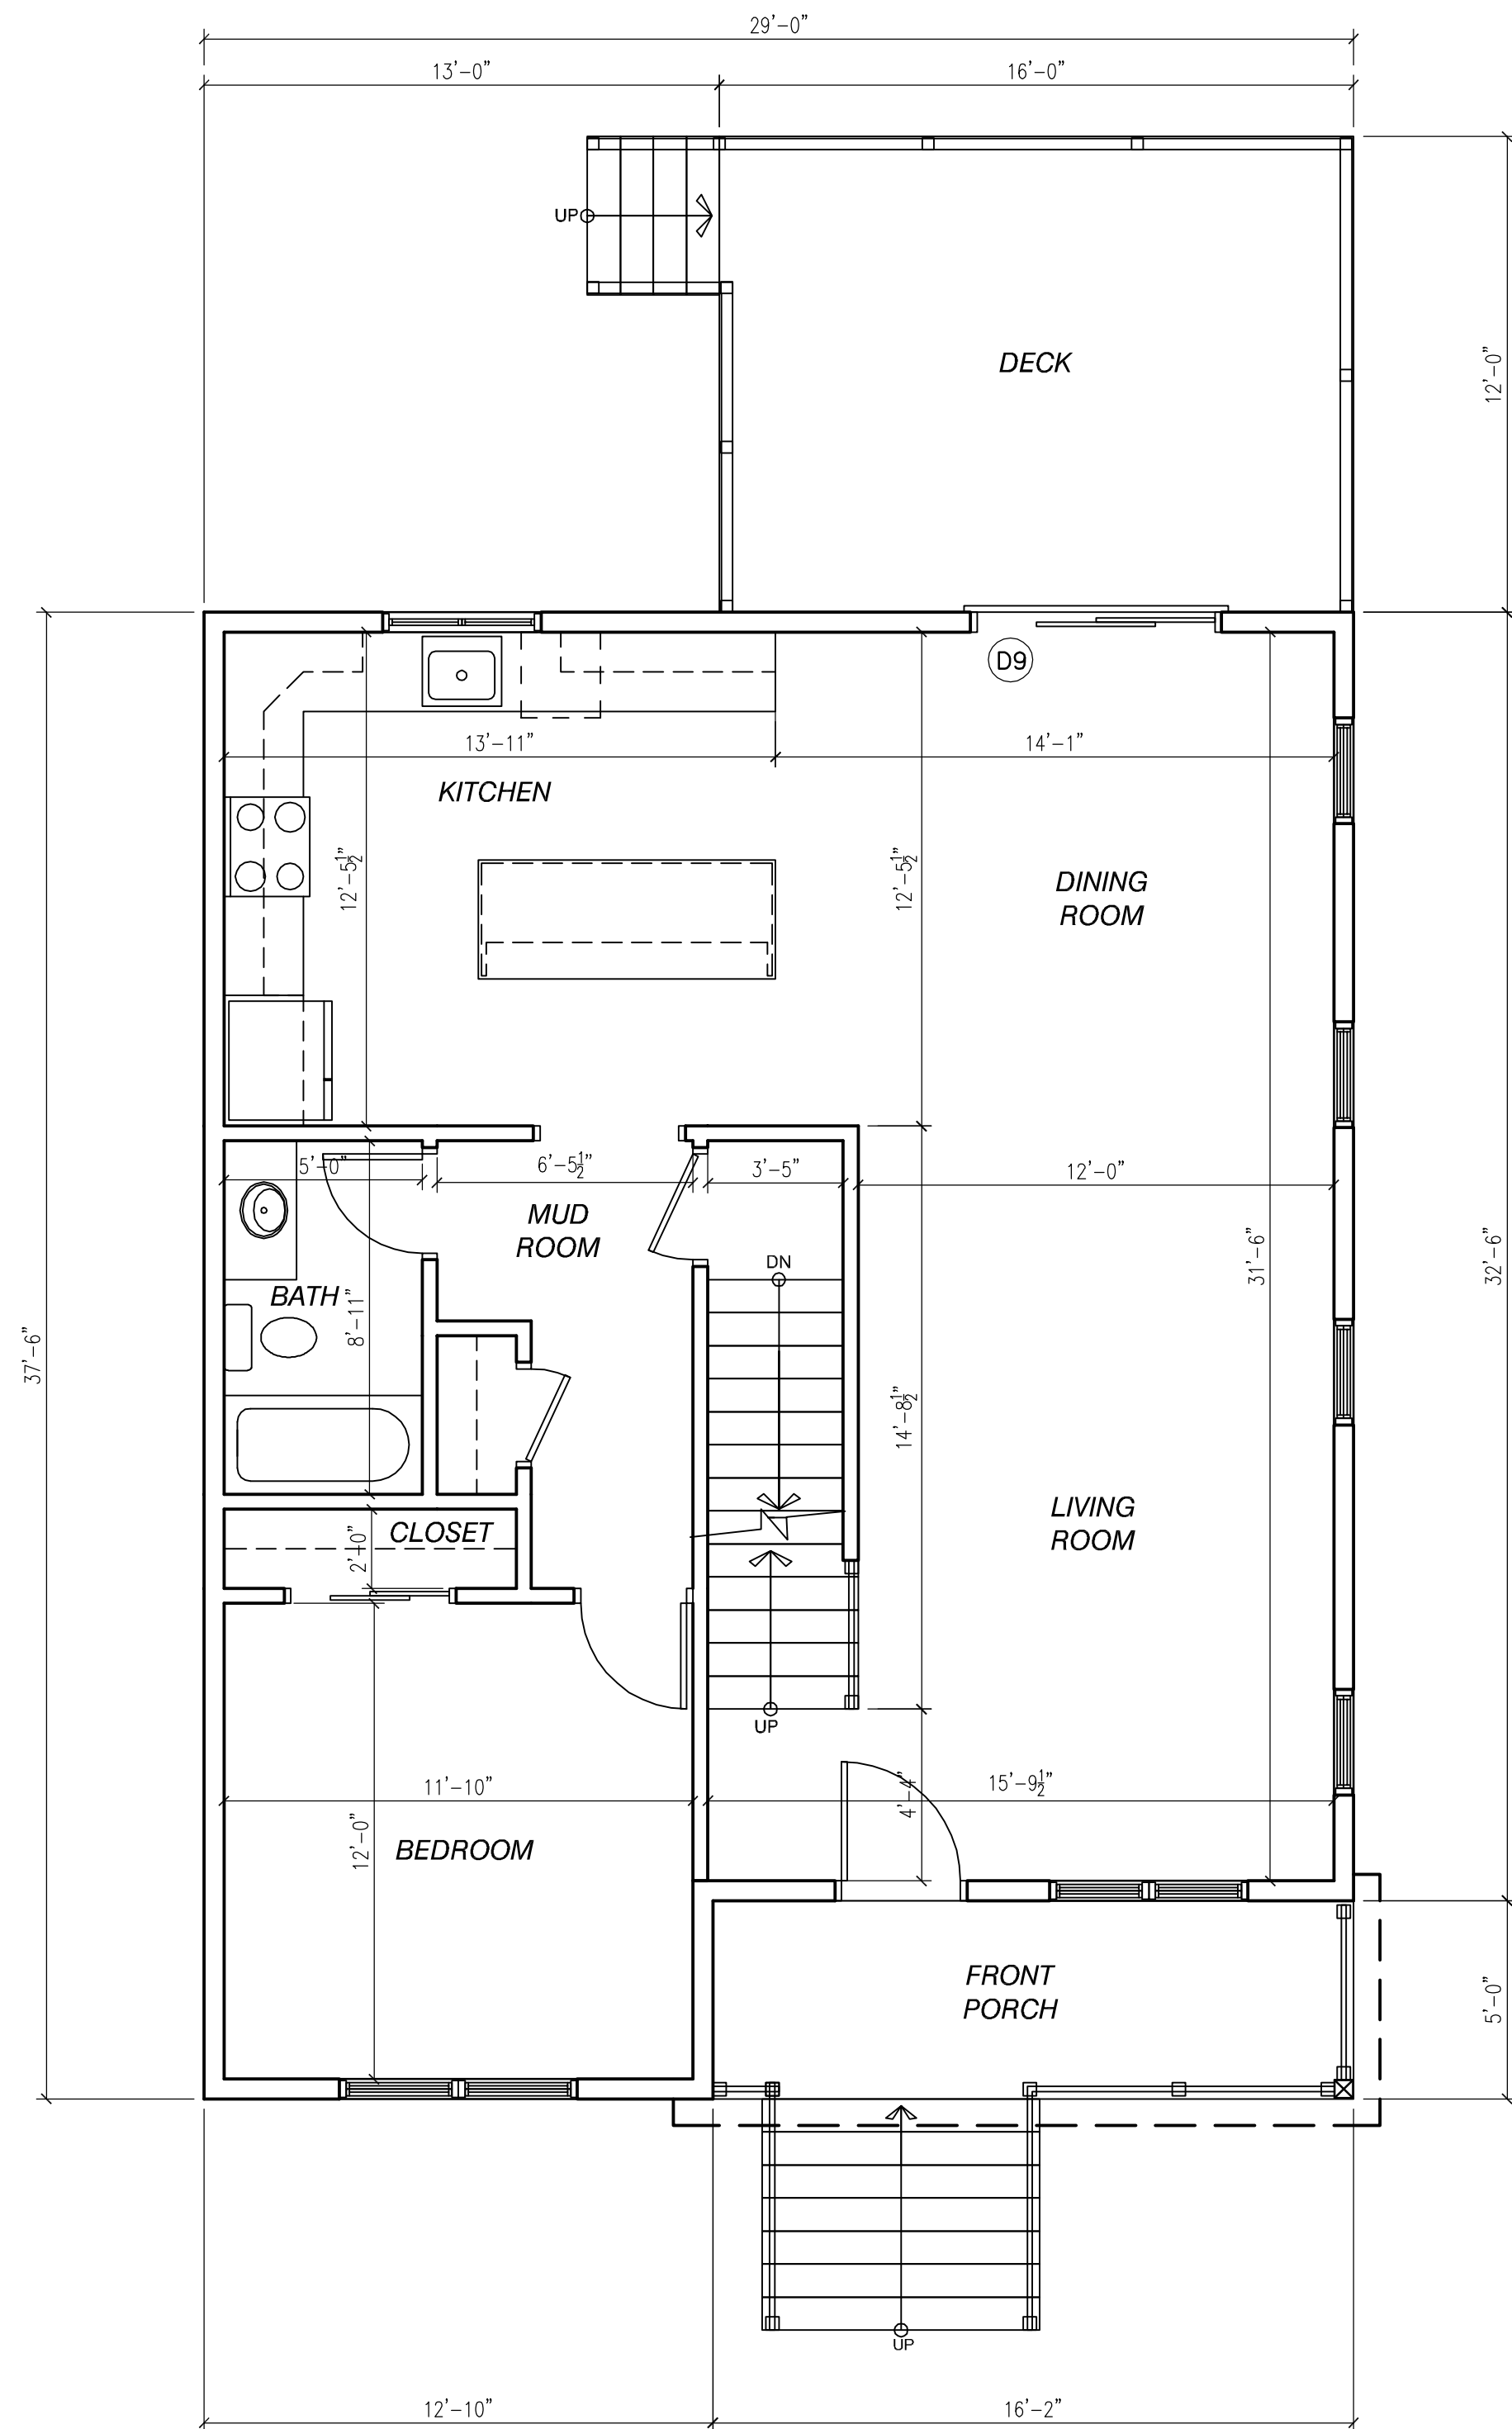 29'-0"
13'-0"
16'-0"
UP
DECK
12'-0"
D9
13'-11"
14'-1"
KITCHEN
12'-5½"
12'-5½"
DINING
ROOM
5'-0"
6'-5½"
3'-5"
12'-0"
MUD
ROOM
31'-6"
32'-6"
DN
BATH
8'-11"
37'-6"
14'-8½"
LIVING
ROOM
CLOSET
2'-0"
UP
11'-10"
15'-9½"
4'-4"
12'-0"
BEDROOM
FRONT
PORCH
5'-0"
UP
12'-10"
16'-2"